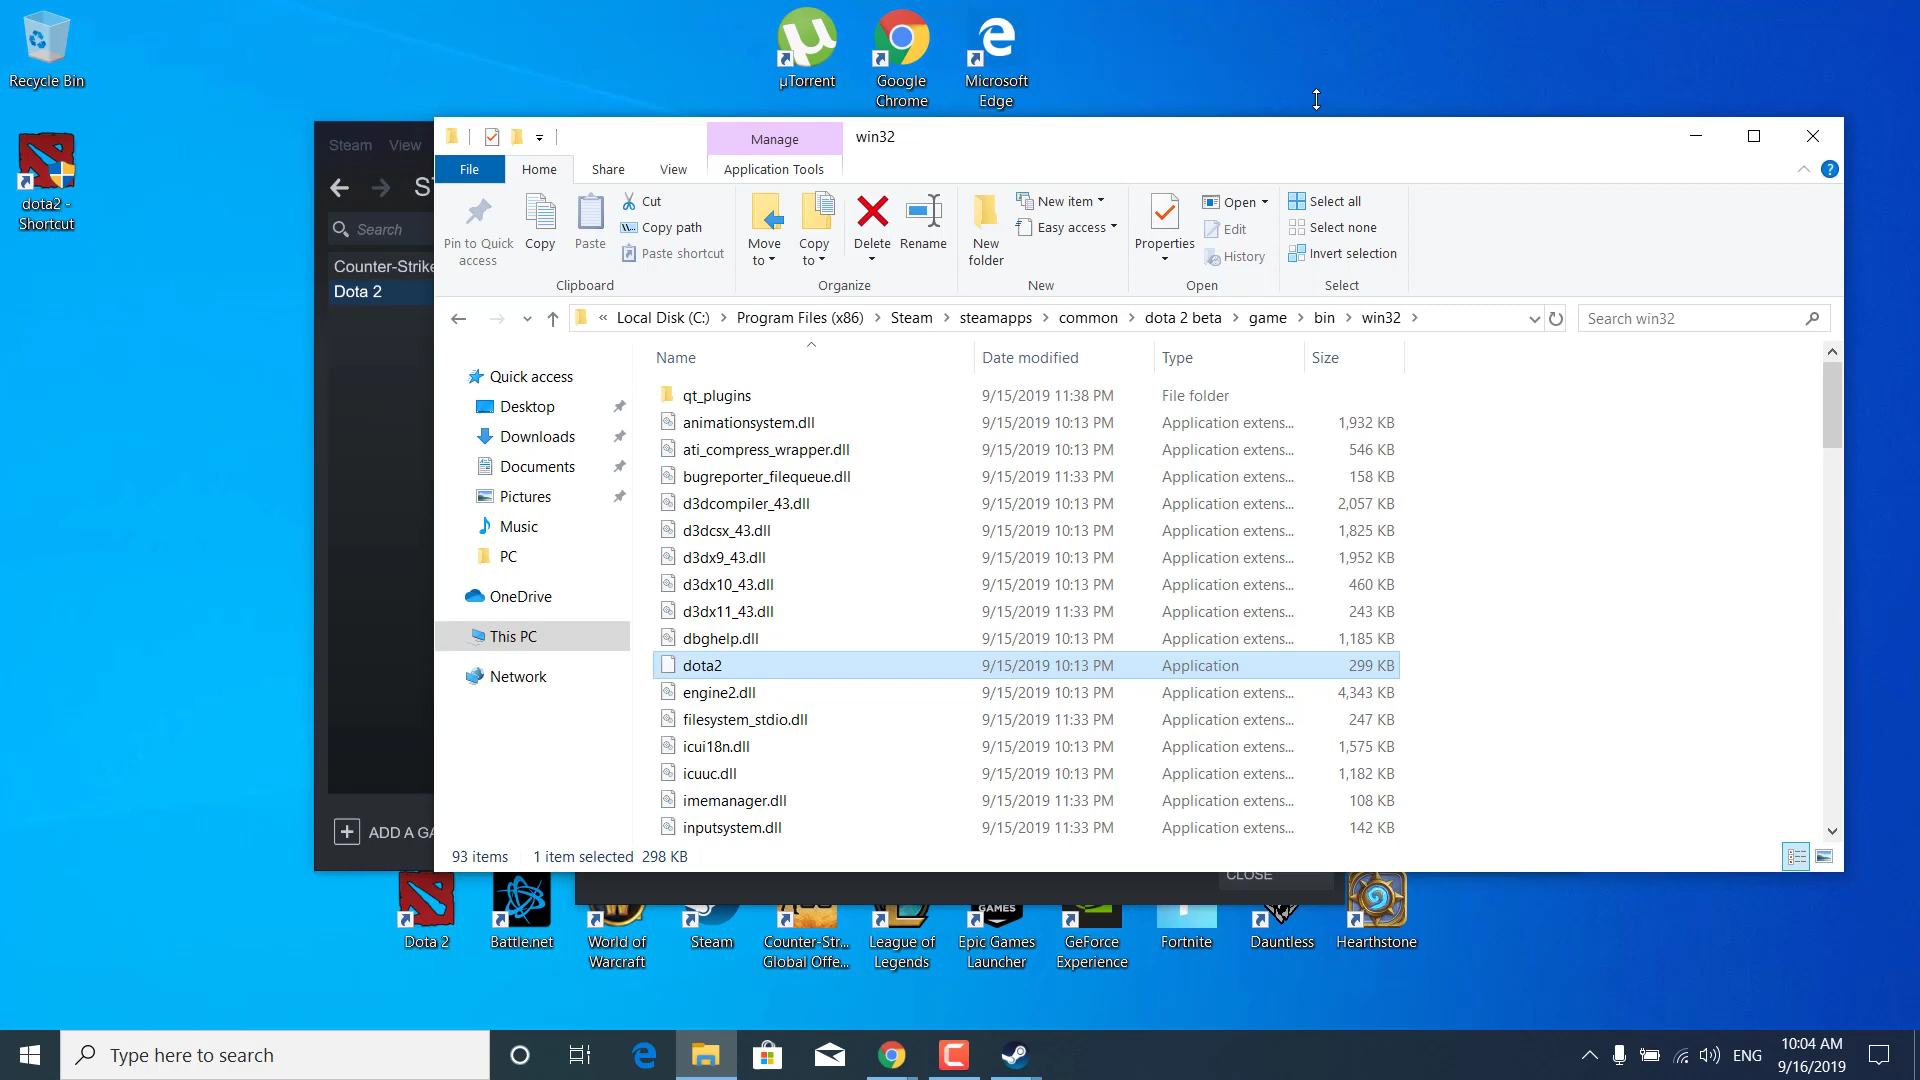 Recycle Bin
µTorrent
Google
Chrome
Microsoft
Edge
dota2 -
Shortcut
Steam View
Search
Counter-Strike
Dota 2
ADD A GA
Manage
win32
File
Home
Share
View
Application Tools
Pin to Quick
access
Copy
Paste
Cut
Copy path
Paste shortcut
Clipboard
Move
to
Copy
to
Delete
Rename
Organize
New
folder
New item
Easy access
New
Properties
Open
Edit
History
Open
Select all
Select none
Invert selection
Select
« Local Disk (C:) > Program Files (x86) > Steam > steamapps > common > dota 2 beta > game > bin > win32 >
Search win32
Quick access
Desktop
Downloads
Documents
Pictures
Music
PC
OneDrive
This PC
Network
Name Date modified Type Size
qt_plugins 9/15/2019 11:38 PM File folder
animationsystem.dll 9/15/2019 10:13 PM Application extens... 1,932 KB
ati_compress_wrapper.dll 9/15/2019 10:13 PM Application extens... 546 KB
bugreporter_filequeue.dll 9/15/2019 11:33 PM Application extens... 158 KB
d3dcompiler_43.dll 9/15/2019 10:13 PM Application extens... 2,057 KB
d3dcsx_43.dll 9/15/2019 10:13 PM Application extens... 1,825 KB
d3dx9_43.dll 9/15/2019 10:13 PM Application extens... 1,952 KB
d3dx10_43.dll 9/15/2019 10:13 PM Application extens... 460 KB
d3dx11_43.dll 9/15/2019 11:33 PM Application extens... 243 KB
dbghelp.dll 9/15/2019 10:13 PM Application extens... 1,185 KB
dota2 9/15/2019 10:13 PM Application 299 KB
engine2.dll 9/15/2019 10:13 PM Application extens... 4,343 KB
filesystem_stdio.dll 9/15/2019 11:33 PM Application extens... 247 KB
icui18n.dll 9/15/2019 10:13 PM Application extens... 1,575 KB
icuuc.dll 9/15/2019 10:13 PM Application extens... 1,182 KB
imemanager.dll 9/15/2019 11:33 PM Application extens... 108 KB
inputsystem.dll 9/15/2019 11:33 PM Application extens... 142 KB
93 items 1 item selected 298 KB
CLOSE
GAMES
Dota 2
Battle.net
World of
Warcraft
Steam
Counter-Str...
Global Offe...
League of
Legends
Epic Games
Launcher
GeForce
Experience
Fortnite
Dauntless
Hearthstone
Type here to search
ENG
10:04 AM
9/16/2019